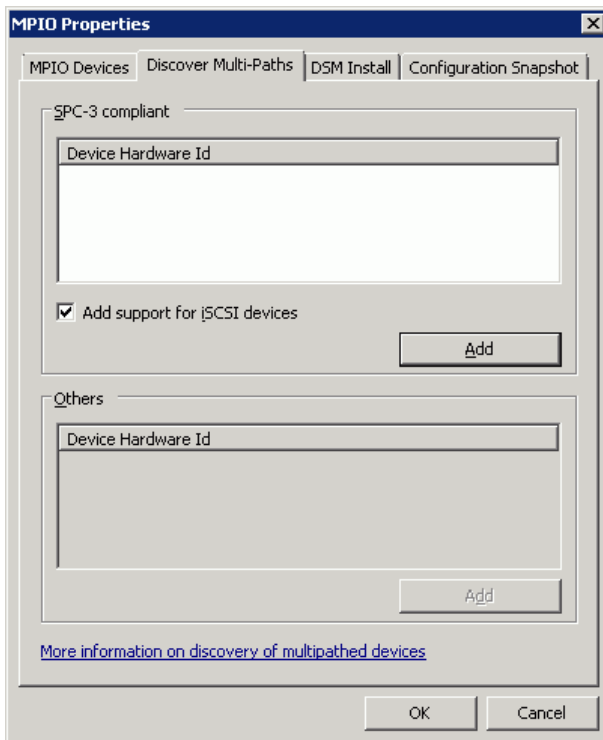 MPIO Properties
MPIO Devices Discover Multi-Paths DSM Install Configuration Snapshot
SPC-3 compliant
Device Hardware Id
Add support for iSCSI devices
Add
Others
Device Hardware Id
Add
More information on discovery of multipathed devices
OK Cancel